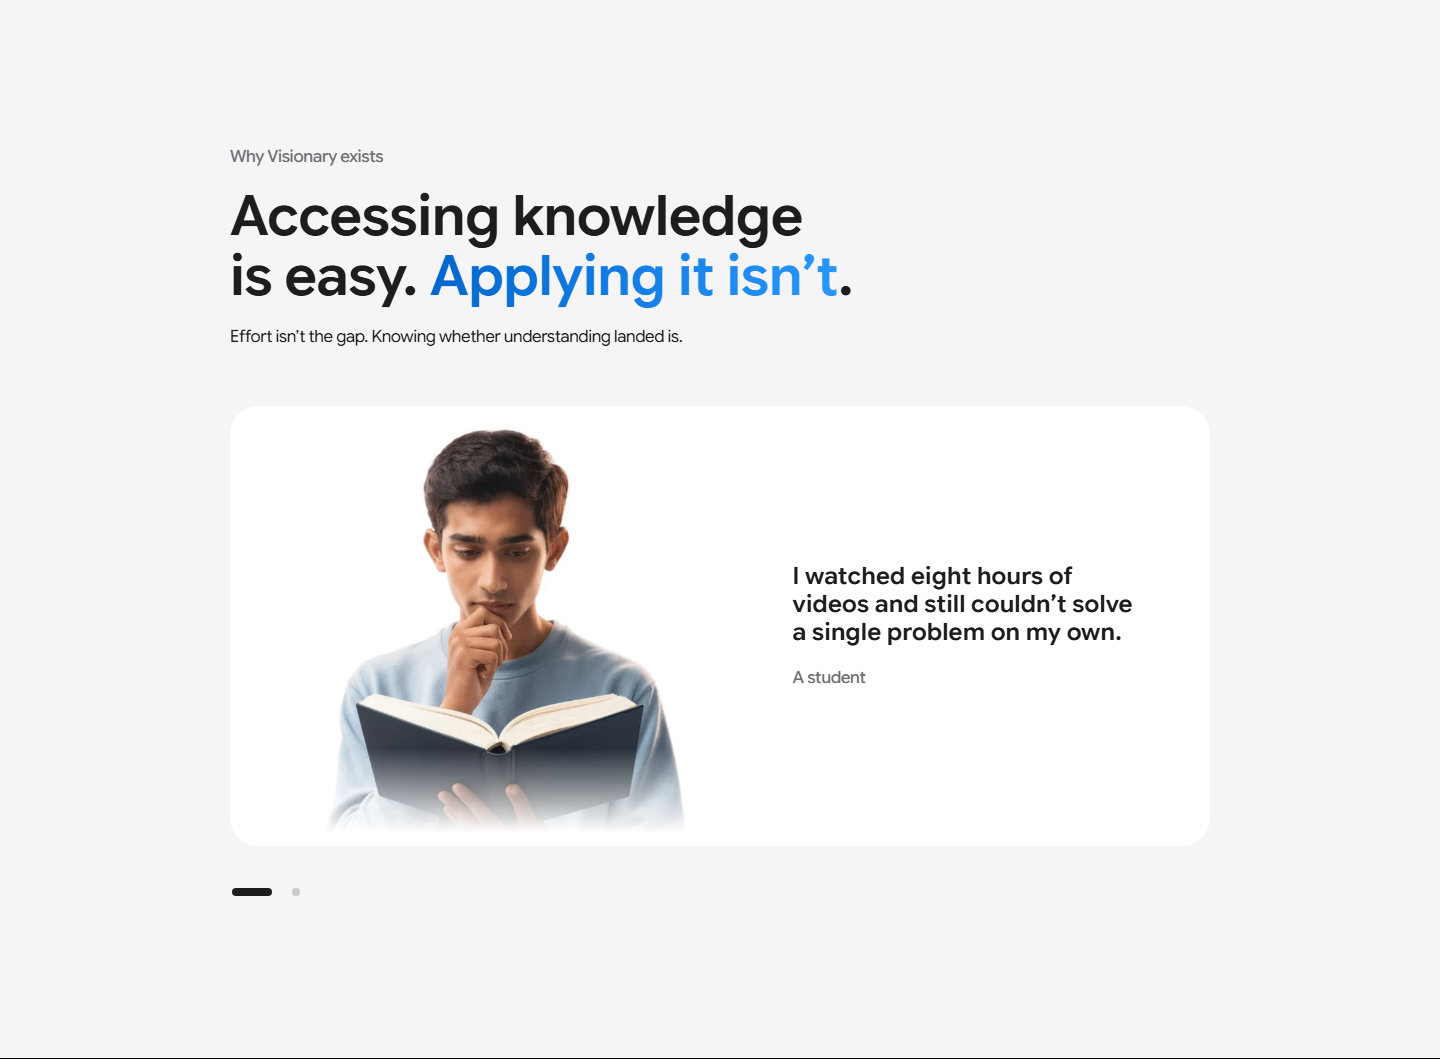 Why Visionary exists
Accessing knowledge
is easy. Applying it isn’t.
Effort isn’t the gap. Knowing whether understanding landed is.
I watched eight hours of
videos and still couldn’t solve
a single problem on my own.
A student